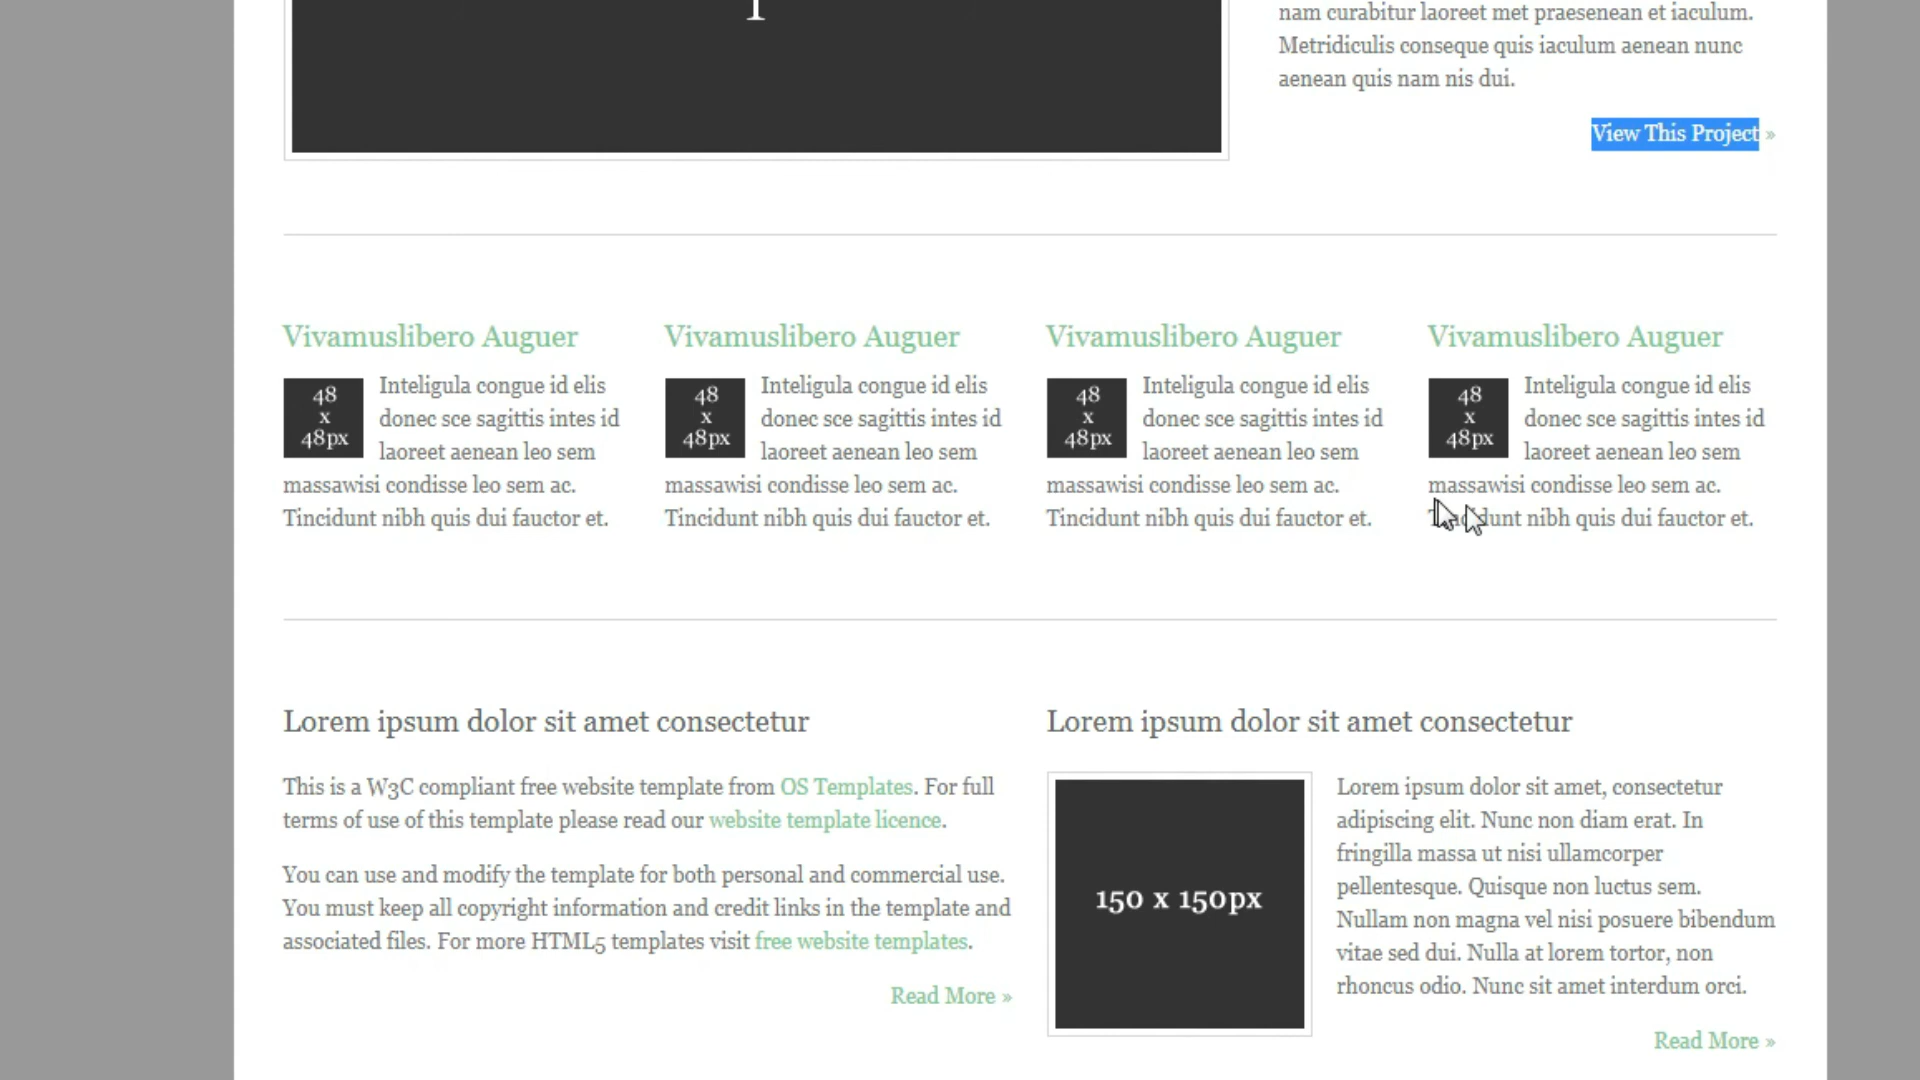 nam curabitur laoreet met praesenean et iaculum.
Metridiculis conseque quis iaculum aenean nunc
aenean quis nam nis dui.
View This Project »
Vivamuslibero Auguer
48
x
48px
Inteligula congue id elis
donec sce sagittis intes id
laoreet aenean leo sem
massawisi condisse leo sem ac.
Tincidunt nibh quis dui fauctor et.
Vivamuslibero Auguer
48
x
48px
Inteligula congue id elis
donec sce sagittis intes id
laoreet aenean leo sem
massawisi condisse leo sem ac.
Tincidunt nibh quis dui fauctor et.
Vivamuslibero Auguer
48
x
48px
Inteligula congue id elis
donec sce sagittis intes id
laoreet aenean leo sem
massawisi condisse leo sem ac.
Tincidunt nibh quis dui fauctor et.
Vivamuslibero Auguer
48
x
48px
Inteligula congue id elis
donec sce sagittis intes id
laoreet aenean leo sem
massawisi condisse leo sem ac.
Tincidunt nibh quis dui fauctor et.
Lorem ipsum dolor sit amet consectetur
This is a W3C compliant free website template from OS Templates. For full
terms of use of this template please read our website template licence.
You can use and modify the template for both personal and commercial use.
You must keep all copyright information and credit links in the template and
associated files. For more HTML5 templates visit free website templates.
Read More »
Lorem ipsum dolor sit amet consectetur
150 x 150px
Lorem ipsum dolor sit amet, consectetur
adipiscing elit. Nunc non diam erat. In
fringilla massa ut nisi ullamcorper
pellentesque. Quisque non luctus sem.
Nullam non magna vel nisi posuere bibendum
vitae sed dui. Nulla at lorem tortor, non
rhoncus odio. Nunc sit amet interdum orci.
Read More »